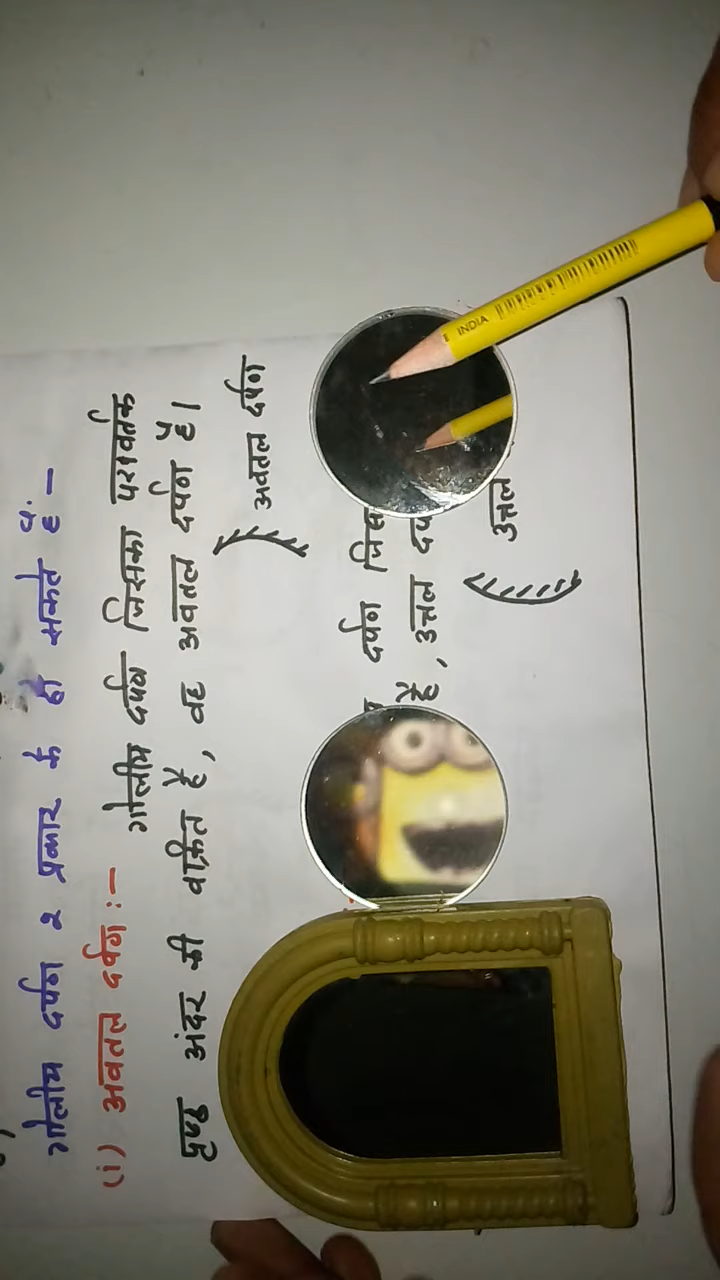 गोलीय दर्पण २ प्रकार के हो सकते हैं -
(i) अवतल दर्पण :- गोलीय दर्पण जिसका परावर्तक
पृष्ठ अंदर की वक्रित है, वह अवतल दर्पण है।
अवतल दर्पण
दर्पण
है, उत्तल
उत्तल
INDIA